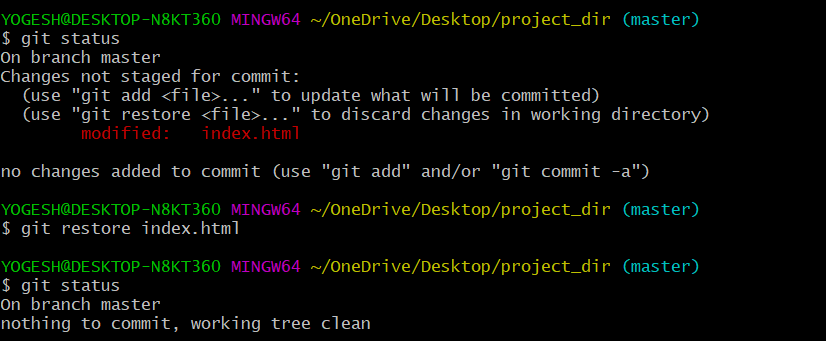 YOGESH@DESKTOP-N8KT36O MINGW64 ~/OneDrive/Desktop/project_dir (master)
$ git status
On branch master
Changes not staged for commit:
  (use "git add <file>..." to update what will be committed)
  (use "git restore <file>..." to discard changes in working directory)
        modified:   index.html

no changes added to commit (use "git add" and/or "git commit -a")

YOGESH@DESKTOP-N8KT36O MINGW64 ~/OneDrive/Desktop/project_dir (master)
$ git restore index.html

YOGESH@DESKTOP-N8KT36O MINGW64 ~/OneDrive/Desktop/project_dir (master)
$ git status
On branch master
nothing to commit, working tree clean